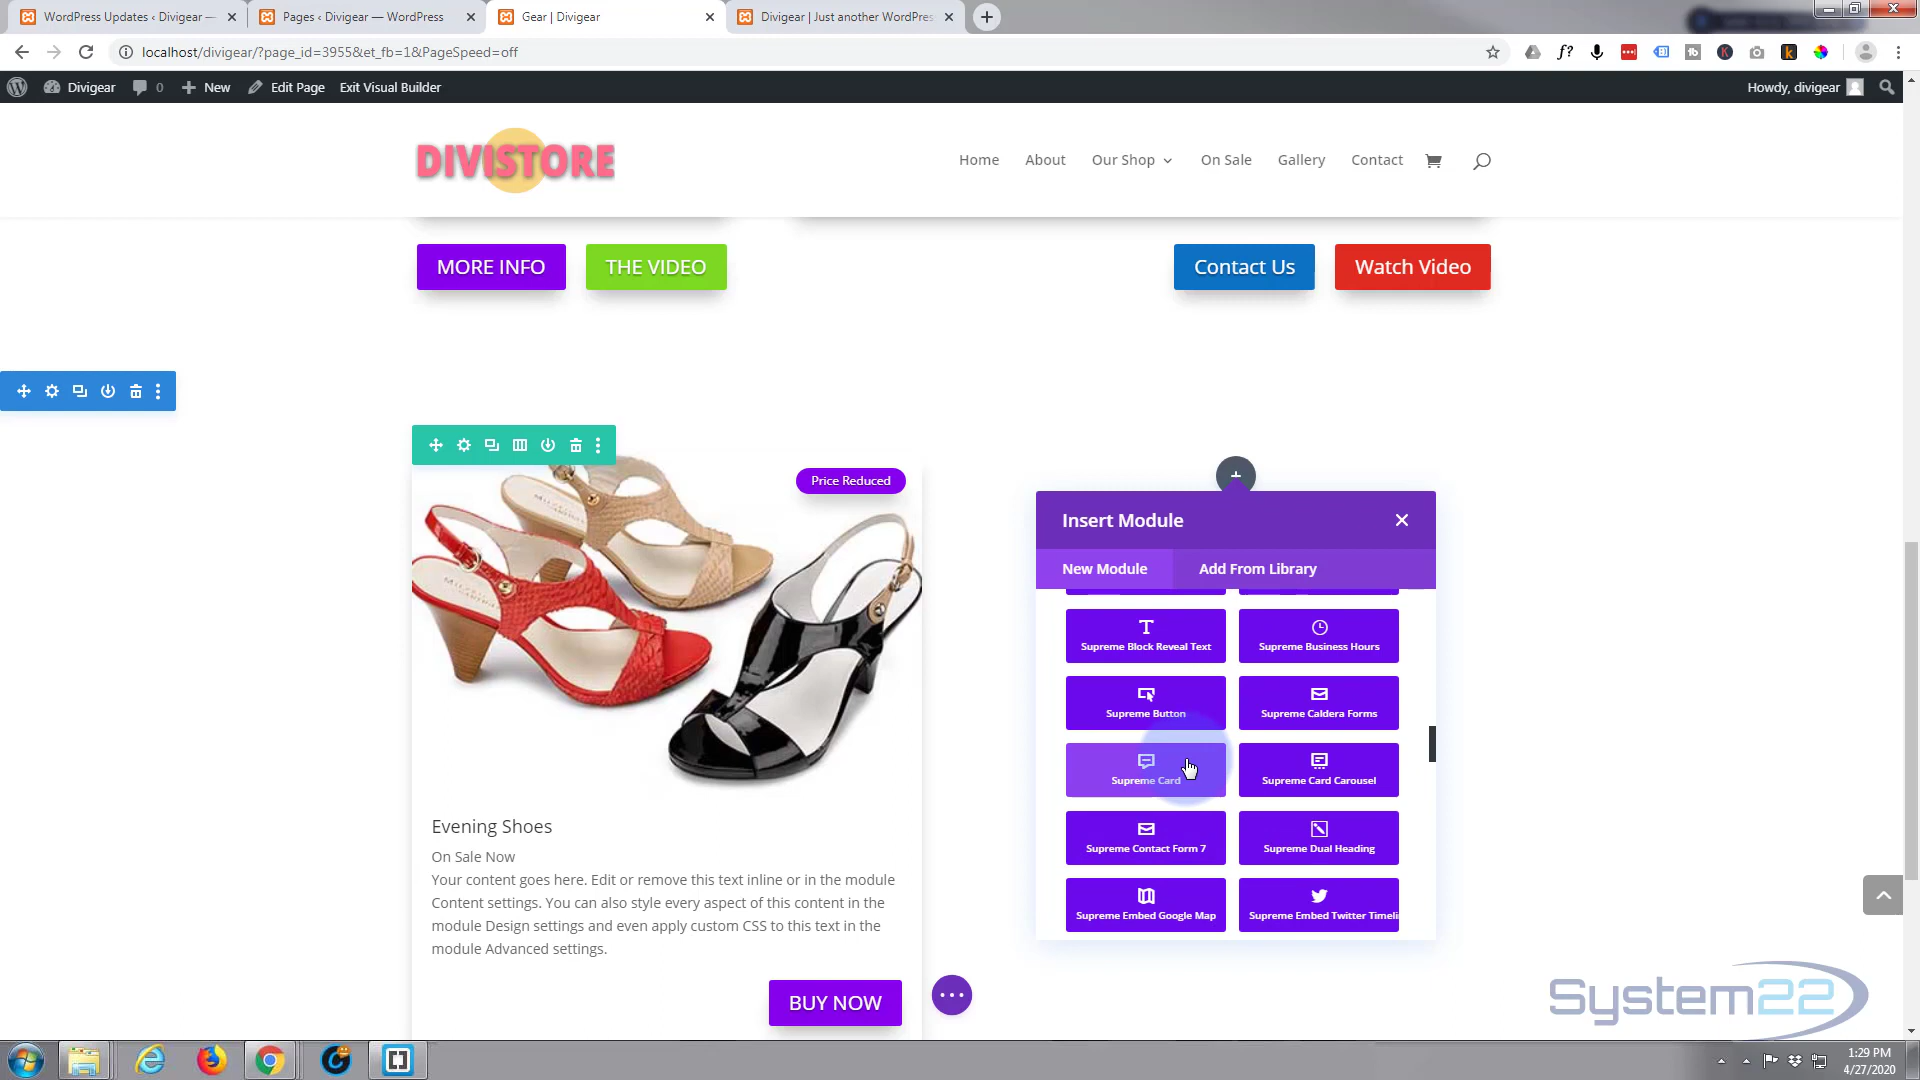 WordPress Updates ‹ Divigear —
Pages ‹ Divigear — WordPress
Gear | Divigear
Divigear | Just another WordPres
localhost/divigear/?page_id=3955&et_fb=1&PageSpeed=off
Divigear
0
New
Edit Page
Exit Visual Builder
Howdy, divigear
DIVISTORE
Home
About
Our Shop
On Sale
Gallery
Contact
MORE INFO
THE VIDEO
Contact Us
Watch Video
Price Reduced
Insert Module
New Module
Add From Library
Supreme Block Reveal Text
Supreme Business Hours
Supreme Button
Supreme Caldera Forms
Supreme Card
Supreme Card Carousel
Supreme Contact Form 7
Supreme Dual Heading
Supreme Embed Google Map
Supreme Embed Twitter Timeli
Evening Shoes
On Sale Now
Your content goes here. Edit or remove this text inline or in the module
Content settings. You can also style every aspect of this content in the
module Design settings and even apply custom CSS to this text in the
module Advanced settings.
BUY NOW
System22
1:29 PM
4/27/2020